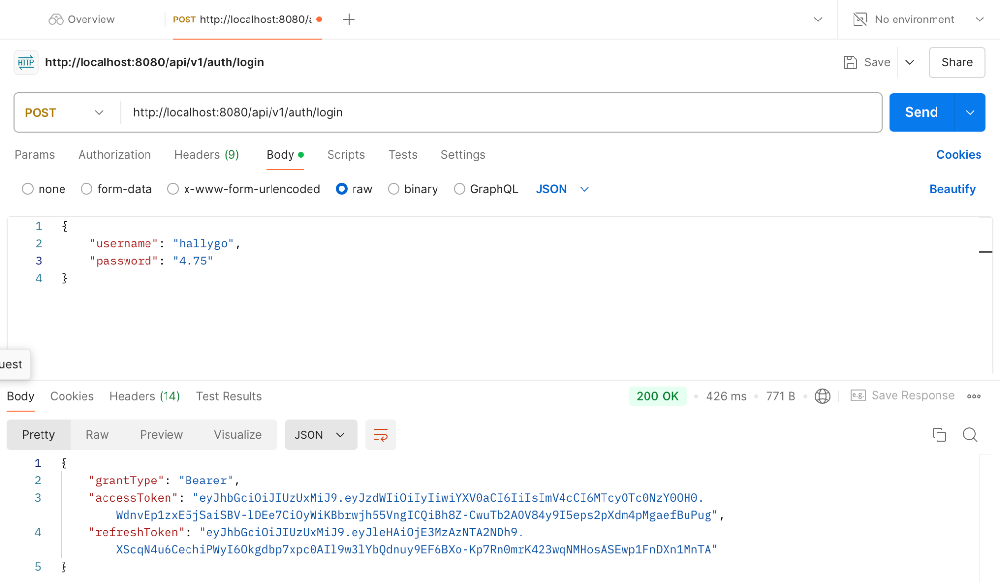 Overview
POST http://localhost:8080/a
No environment
HTTP http://localhost:8080/api/v1/auth/login
Save
Share
POST http://localhost:8080/api/v1/auth/login
Send
Params Authorization Headers (9) Body Scripts Tests Settings Cookies
none form-data x-www-form-urlencoded raw binary GraphQL JSON Beautify
1 {
2 "username": "hallygo",
3 "password": "4.75"
4 }
uest
Body Cookies Headers (14) Test Results 200 OK • 426 ms • 771 B • e.g. Save Response
Pretty Raw Preview Visualize JSON
1 {
2 "grantType": "Bearer",
3 "accessToken": "eyJhbGciOiJIUzUxMiJ9.eyJzdWIiOiIyIiwiYXV0aCI6IiIsImV4cCI6MTcyOTc0NzY0OH0.
WdnvEp1zxE5jSaiSBV-lDEe7CiOyWiKBbrwjh55VngICQiBh8Z-CwuTb2AOV84y9I5eps2pXdm4pMgaefBuPug",
4 "refreshToken": "eyJhbGciOiJIUzUxMiJ9.eyJleHAiOjE3MzAzNTA2NDh9.
XScqN4u6CechiPWyI6Okgdbp7xpc0AIl9w3lYbQdnuy9EF6BXo-Kp7Rn0mrK423wqNMHosASEwp1FnDXn1MnTA"
5 }